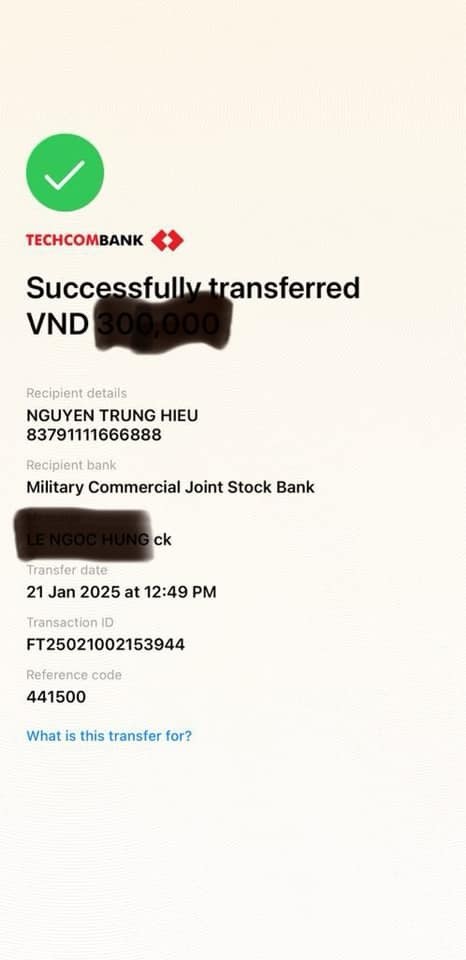 TECHCOMBANK
Successfully transferred
VND 300,000
Recipient details
NGUYEN TRUNG HIEU
83791111666888
Recipient bank
Military Commercial Joint Stock Bank
LE NGOC HUNG ck
Transfer date
21 Jan 2025 at 12:49 PM
Transaction ID
FT25021002153944
Reference code
441500
What is this transfer for?